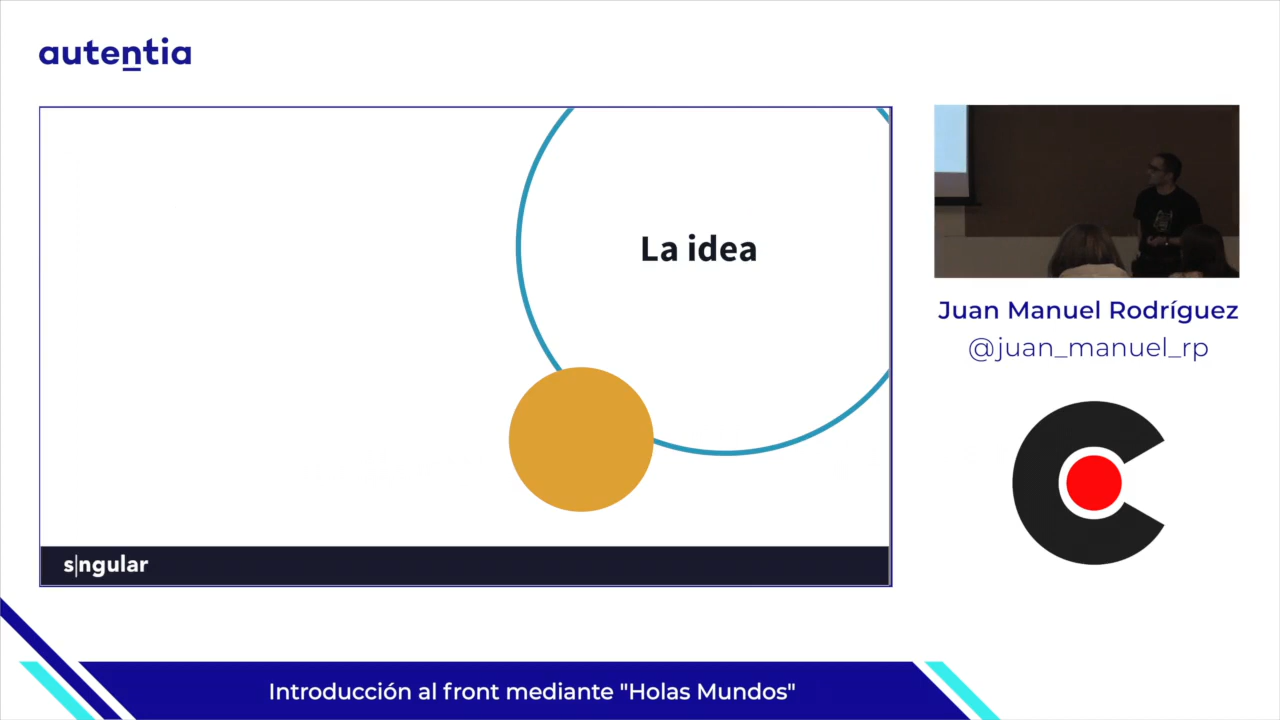 autentia
La idea
s|ngular
Juan Manuel Rodríguez
@juan_manuel_rp
Introducción al front mediante "Holas Mundos"